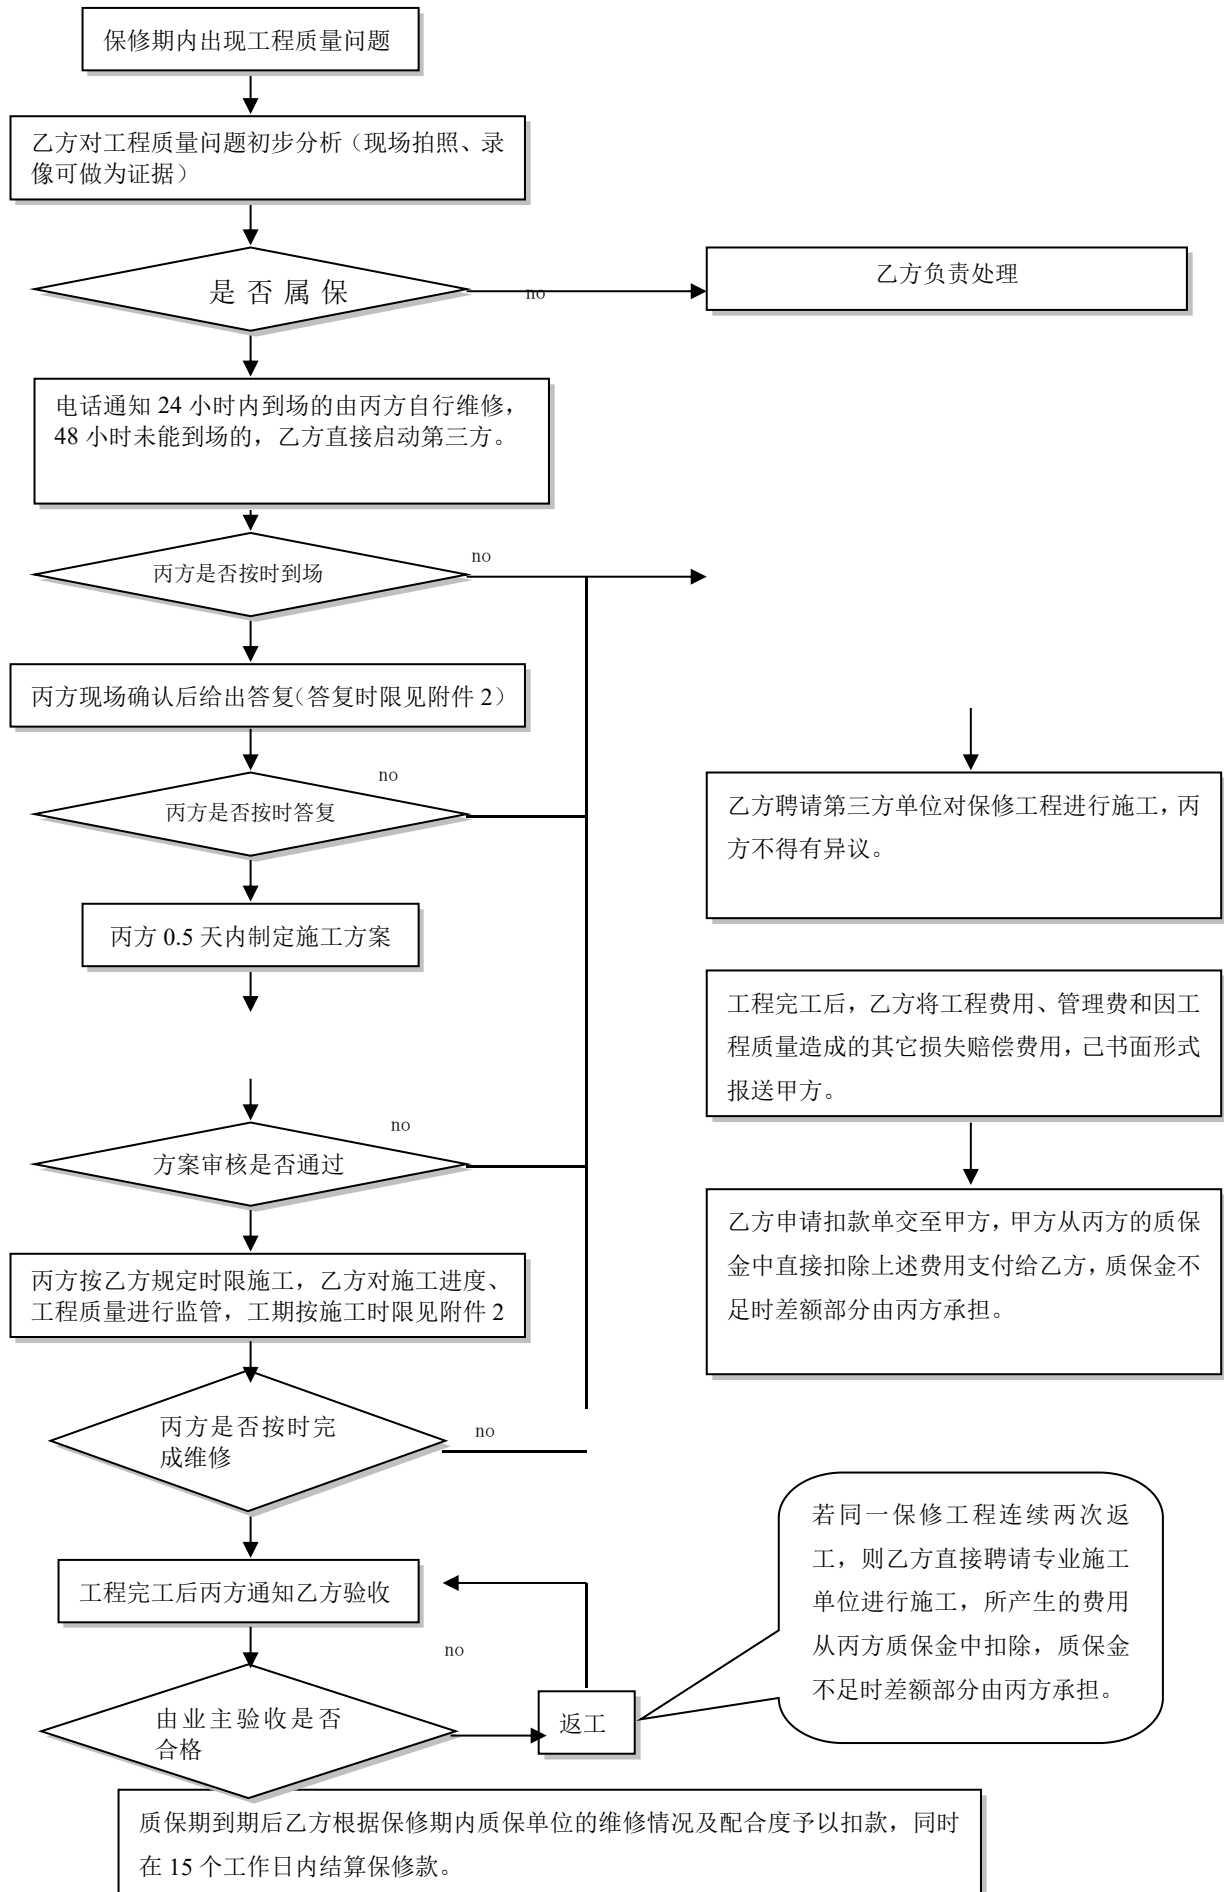 保修期内出现工程质量问题
乙方对工程质量问题初步分析（现场拍照、录
像可做为证据）
是否属保
no
乙方负责处理
电话通知 24 小时内到场的由丙方自行维修，
48 小时未能到场的，乙方直接启动第三方。
no
丙方是否按时到场
丙方现场确认后给出答复（答复时限见附件 2）
no
丙方是否按时答复
乙方聘请第三方单位对保修工程进行施工，丙
方不得有异议。
丙方 0.5 天内制定施工方案
工程完工后，乙方将工程费用、管理费和因工
程质量造成的其它损失赔偿费用，己书面形式
报送甲方。
no
方案审核是否通过
乙方申请扣款单交至甲方，甲方从丙方的质保
金中直接扣除上述费用支付给乙方，质保金不
足时差额部分由丙方承担。
丙方按乙方规定时限施工，乙方对施工进度、
工程质量进行监管，工期按施工时限见附件 2
丙方是否按时完
成维修
no
若同一保修工程连续两次返
工，则乙方直接聘请专业施工
单位进行施工，所产生的费用
从丙方质保金中扣除，质保金
不足时差额部分由丙方承担。
工程完工后丙方通知乙方验收
no
由业主验收是否
合格
返工
质保期到期后乙方根据保修期内质保单位的维修情况及配合度予以扣款，同时
在 15 个工作日内结算保修款。